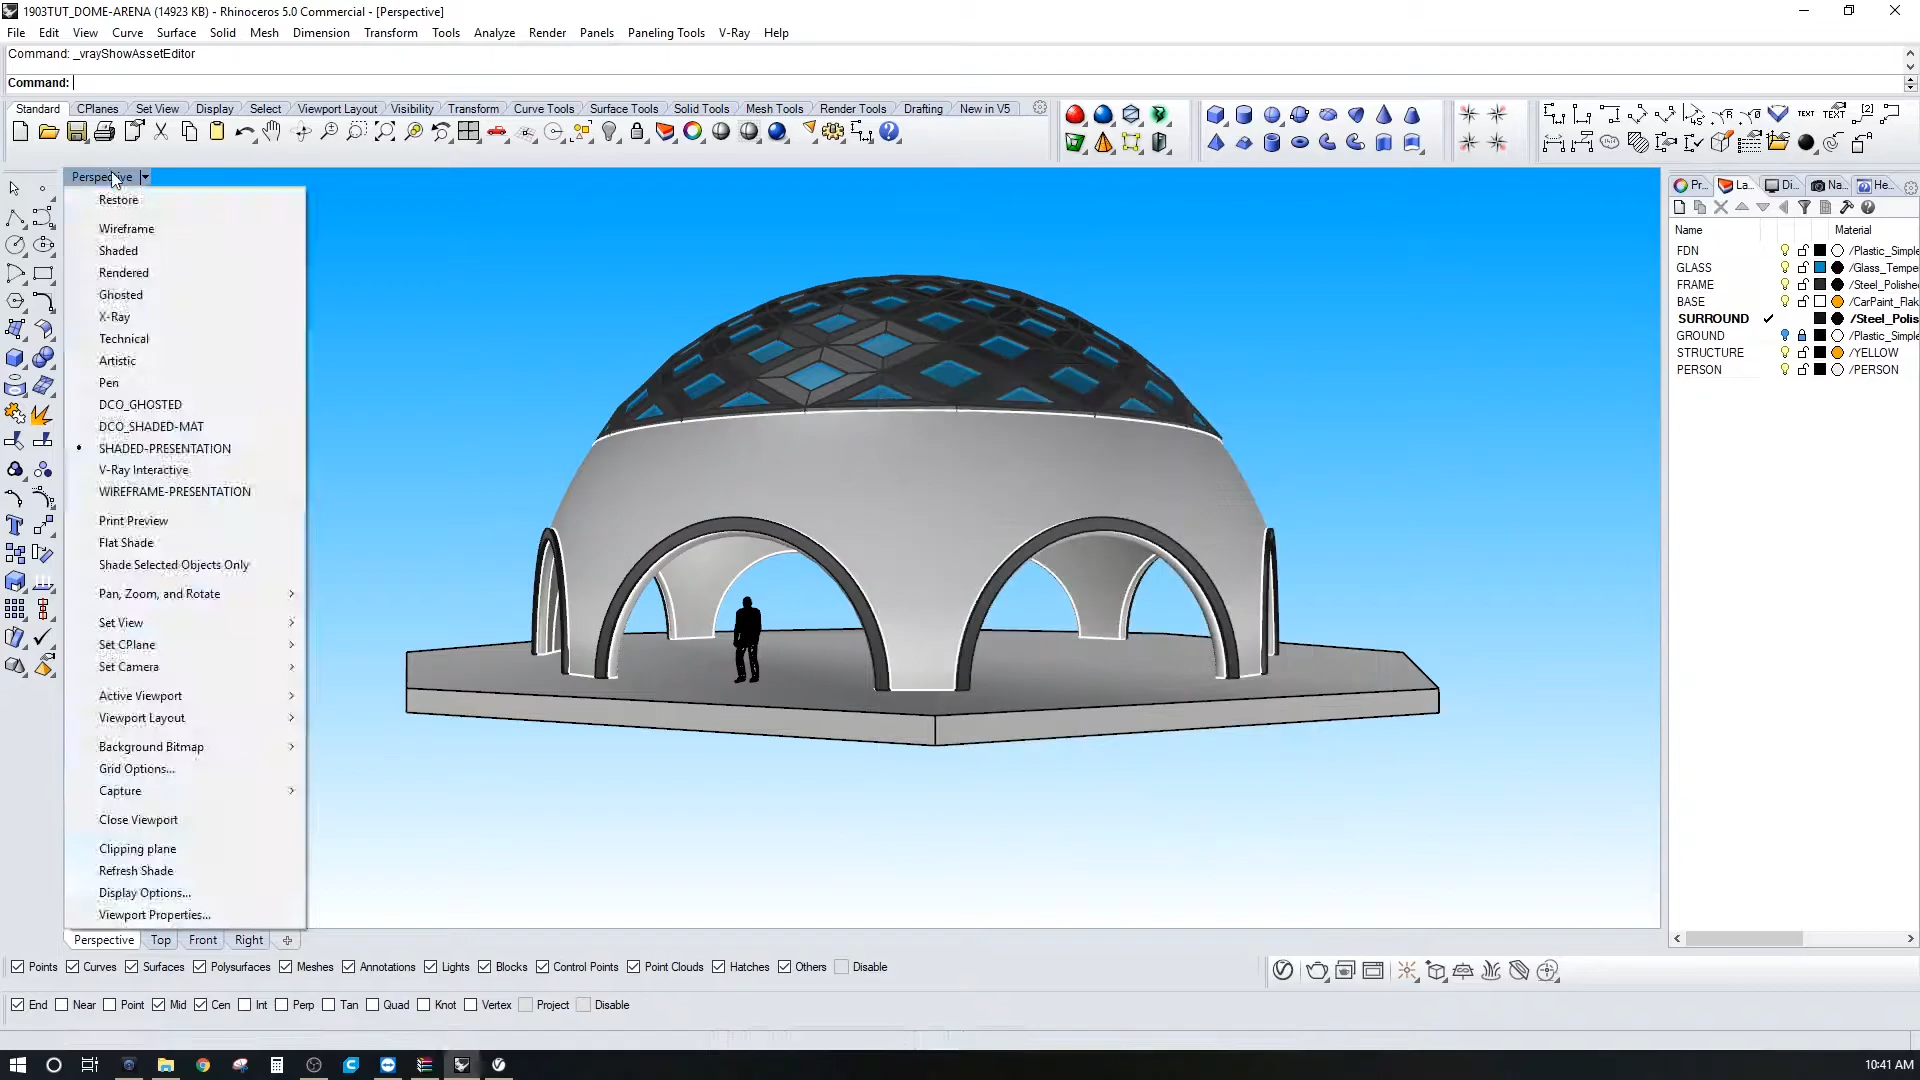 1903TUT_DOME-ARENA (14923 KB) - Rhinoceros 5.0 Commercial - [Perspective]
File Edit View Curve Surface Solid Mesh Dimension Transform Tools Analyze Render Panels Paneling Tools V-Ray Help
Command: _vrayShowAssetEditor
Command:
Standard CPlanes Set View Display Select Viewport Layout Visibility Transform Curve Tools Surface Tools Solid Tools Mesh Tools Render Tools Drafting New in V5
TEXT TEXT
Perspective
Restore
Wireframe
Shaded
Rendered
Ghosted
X-Ray
Technical
Artistic
Pen
DCO_GHOSTED
DCO_SHADED-MAT
SHADED-PRESENTATION
V-Ray Interactive
WIREFRAME-PRESENTATION
Print Preview
Flat Shade
Shade Selected Objects Only
Pan, Zoom, and Rotate
Set View
Set CPlane
Set Camera
Active Viewport
Viewport Layout
Background Bitmap
Grid Options...
Capture
Close Viewport
Clipping plane
Refresh Shade
Display Options...
Viewport Properties...
Pr... La... Di... Na... He...
Name Material
FDN /Plastic_Simple
GLASS /Glass_Tempe
FRAME /Steel_Polishe
BASE /CarPaint_Flak
SURROUND /Steel_Polis
GROUND /Plastic_Simple
STRUCTURE /YELLOW
PERSON /PERSON
Perspective Top Front Right
Points Curves Surfaces Polysurfaces Meshes Annotations Lights Blocks Control Points Point Clouds Hatches Others Disable
End Near Point Mid Cen Int Perp Tan Quad Knot Vertex Project Disable
10:41 AM